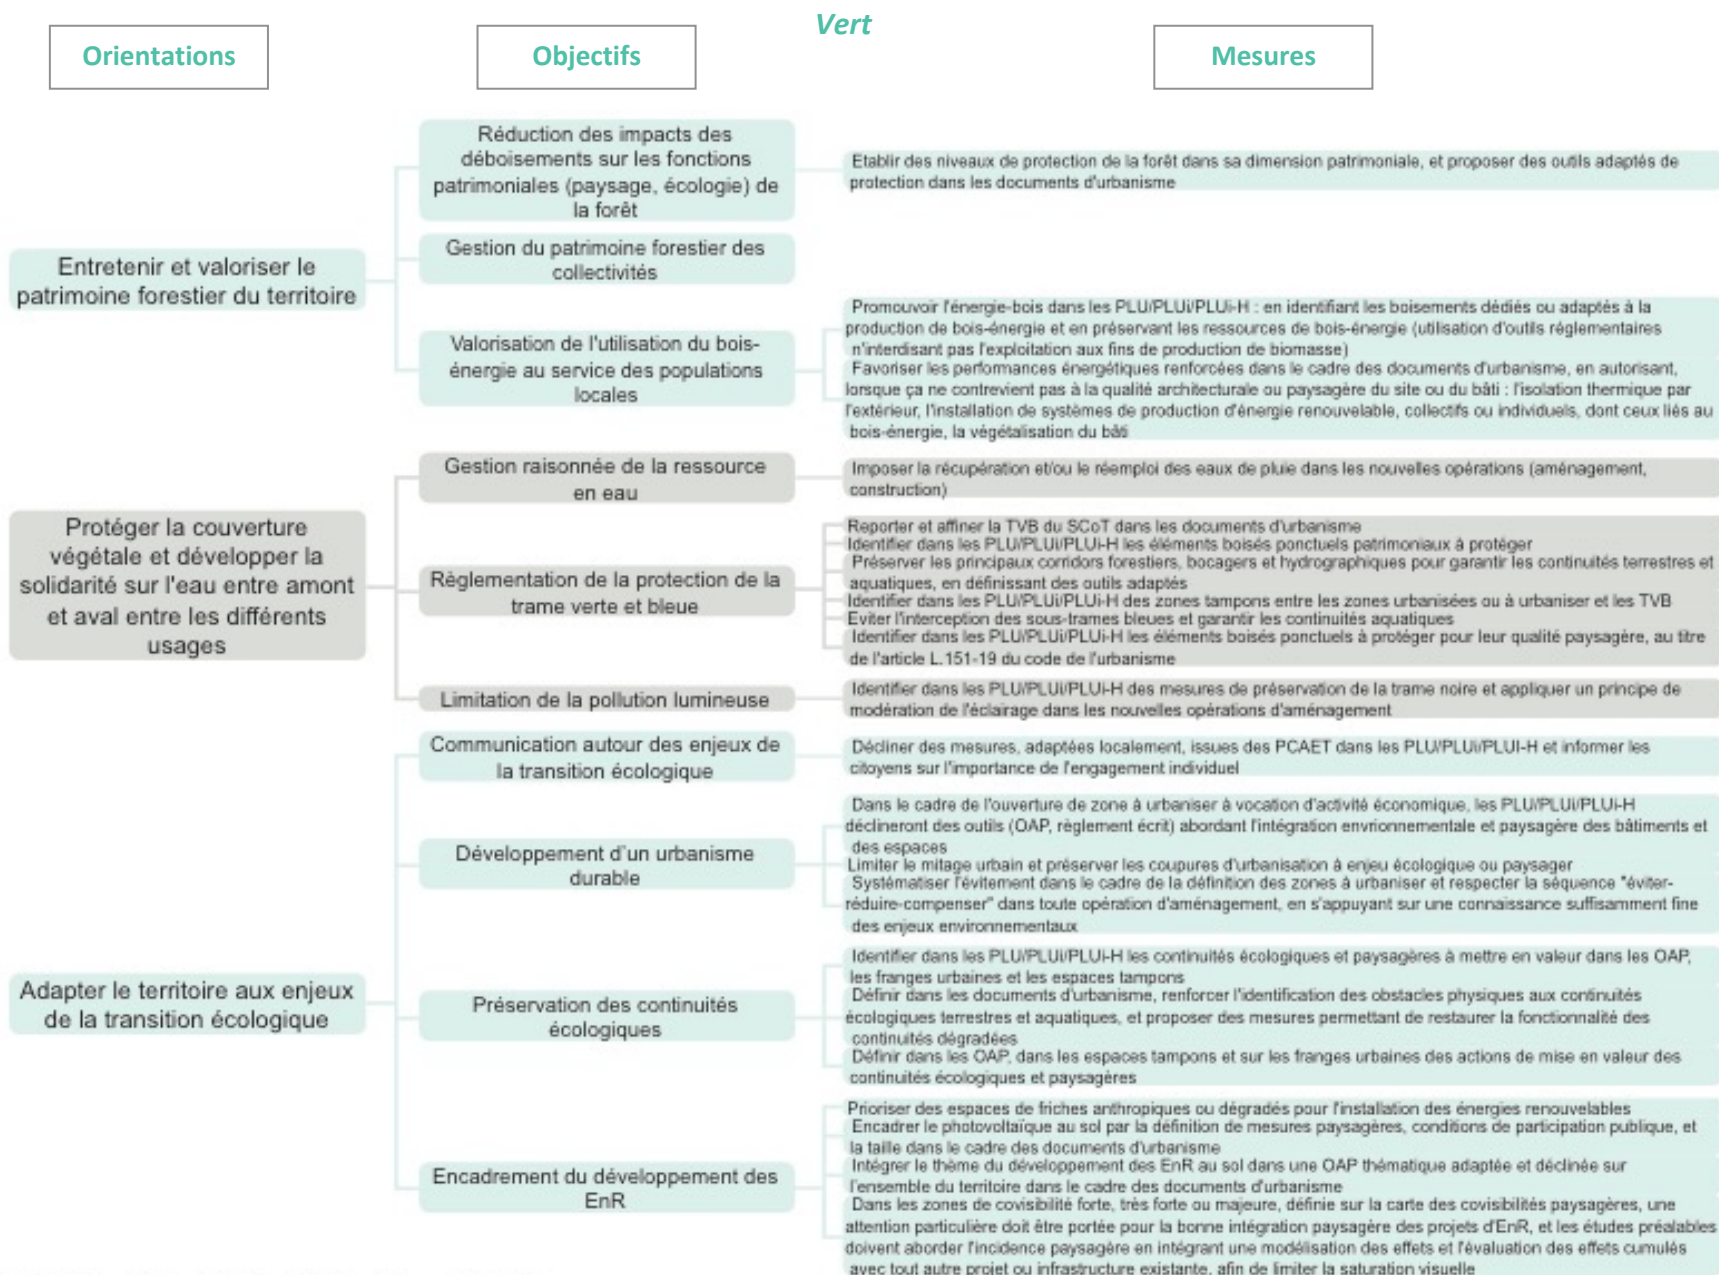 Vert
Orientations
Objectifs
Mesures
Entretenir et valoriser le
patrimoine forestier du territoire
Réduction des impacts des
déboisements sur les fonctions
patrimoniales (paysage, écologie) de
la forêt
Etablir des niveaux de protection de la forêt dans sa dimension patrimoniale, et proposer des outils adaptés de
protection dans les documents d'urbanisme
Gestion du patrimoine forestier des
collectivités
Valorisation de l'utilisation du bois-
énergie au service des populations
locales
Promouvoir l'énergie-bois dans les PLU/PLUi/PLUi-H : en identifiant les boisements dédiés ou adaptés à la
production de bois-énergie et en préservant les ressources de bois-énergie (utilisation d'outils réglementaires
n'interdisant pas l'exploitation aux fins de production de biomasse)
Favoriser les performances énergétiques renforcées dans le cadre des documents d'urbanisme, en autorisant,
lorsque ça ne contrevient pas à la qualité architecturale ou paysagère du site ou du bâti : l'isolation thermique par
l'extérieur, l'installation de systèmes de production d'énergie renouvelable, collectifs ou individuels, dont ceux liés au
bois-énergie, la végétalisation du bâti
Protéger la couverture
végétale et développer la
solidarité sur l'eau entre amont
et aval entre les différents
usages
Gestion raisonnée de la ressource
en eau
Imposer la récupération et/ou le réemploi des eaux de pluie dans les nouvelles opérations (aménagement,
construction)
Règlementation de la protection de la
trame verte et bleue
Reporter et affiner la TVB du SCoT dans les documents d'urbanisme
Identifier dans les PLU/PLUi/PLUi-H les éléments boisés ponctuels patrimoniaux à protéger
Préserver les principaux corridors forestiers, bocagers et hydrographiques pour garantir les continuités terrestres et
aquatiques, en définissant des outils adaptés
Identifier dans les PLU/PLUi/PLUi-H des zones tampons entre les zones urbanisées ou à urbaniser et les TVB
Eviter l'interception des sous-trames bleues et garantir les continuités aquatiques
Identifier dans les PLU/PLUi/PLUi-H les éléments boisés ponctuels à protéger pour leur qualité paysagère, au titre
de l'article L.151-19 du code de l'urbanisme
Limitation de la pollution lumineuse
Identifier dans les PLU/PLUi/PLUi-H des mesures de préservation de la trame noire et appliquer un principe de
modération de l'éclairage dans les nouvelles opérations d'aménagement
Adapter le territoire aux enjeux
de la transition écologique
Communication autour des enjeux de
la transition écologique
Décliner des mesures, adaptées localement, issues des PCAET dans les PLU/PLUi/PLUi-H et informer les
citoyens sur l'importance de l'engagement individuel
Développement d'un urbanisme
durable
Dans le cadre de l'ouverture de zone à urbaniser à vocation d'activité économique, les PLU/PLUi/PLUi-H
déclineront des outils (OAP, règlement écrit) abordant l'intégration envrionnementale et paysagère des bâtiments et
des espaces
Limiter le mitage urbain et préserver les coupures d'urbanisation à enjeu écologique ou paysager
Systématiser l'évitement dans le cadre de la définition des zones à urbaniser et respecter la séquence "éviter-
réduire-compenser" dans toute opération d'aménagement, en s'appuyant sur une connaissance suffisamment fine
des enjeux environnementaux
Préservation des continuités
écologiques
Identifier dans les PLU/PLUi/PLUi-H les continuités écologiques et paysagères à mettre en valeur dans les OAP,
les franges urbaines et les espaces tampons
Définir dans les documents d'urbanisme, renforcer l'identification des obstacles physiques aux continuités
écologiques terrestres et aquatiques, et proposer des mesures permettant de restaurer la fonctionnalité des
continuités dégradées
Définir dans les OAP, dans les espaces tampons et sur les franges urbaines des actions de mise en valeur des
continuités écologiques et paysagères
Encadrement du développement des
EnR
Prioriser des espaces de friches anthropiques ou dégradés pour l'installation des énergies renouvelables
Encadrer le photovoltaïque au sol par la définition de mesures paysagères, conditions de participation publique, et
la taille dans le cadre des documents d'urbanisme
Intégrer le thème du développement des EnR au sol dans une OAP thématique adaptée et déclinée sur
l'ensemble du territoire dans le cadre des documents d'urbanisme
Dans les zones de covisibilité forte, très forte ou majeure, définie sur la carte des covisibilités paysagères, une
attention particulière doit être portée pour la bonne intégration paysagère des projets d'EnR, et les études préalables
doivent aborder l'incidence paysagère en intégrant une modélisation des effets et l'évaluation des effets cumulés
avec tout autre projet ou infrastructure existante, afin de limiter la saturation visuelle